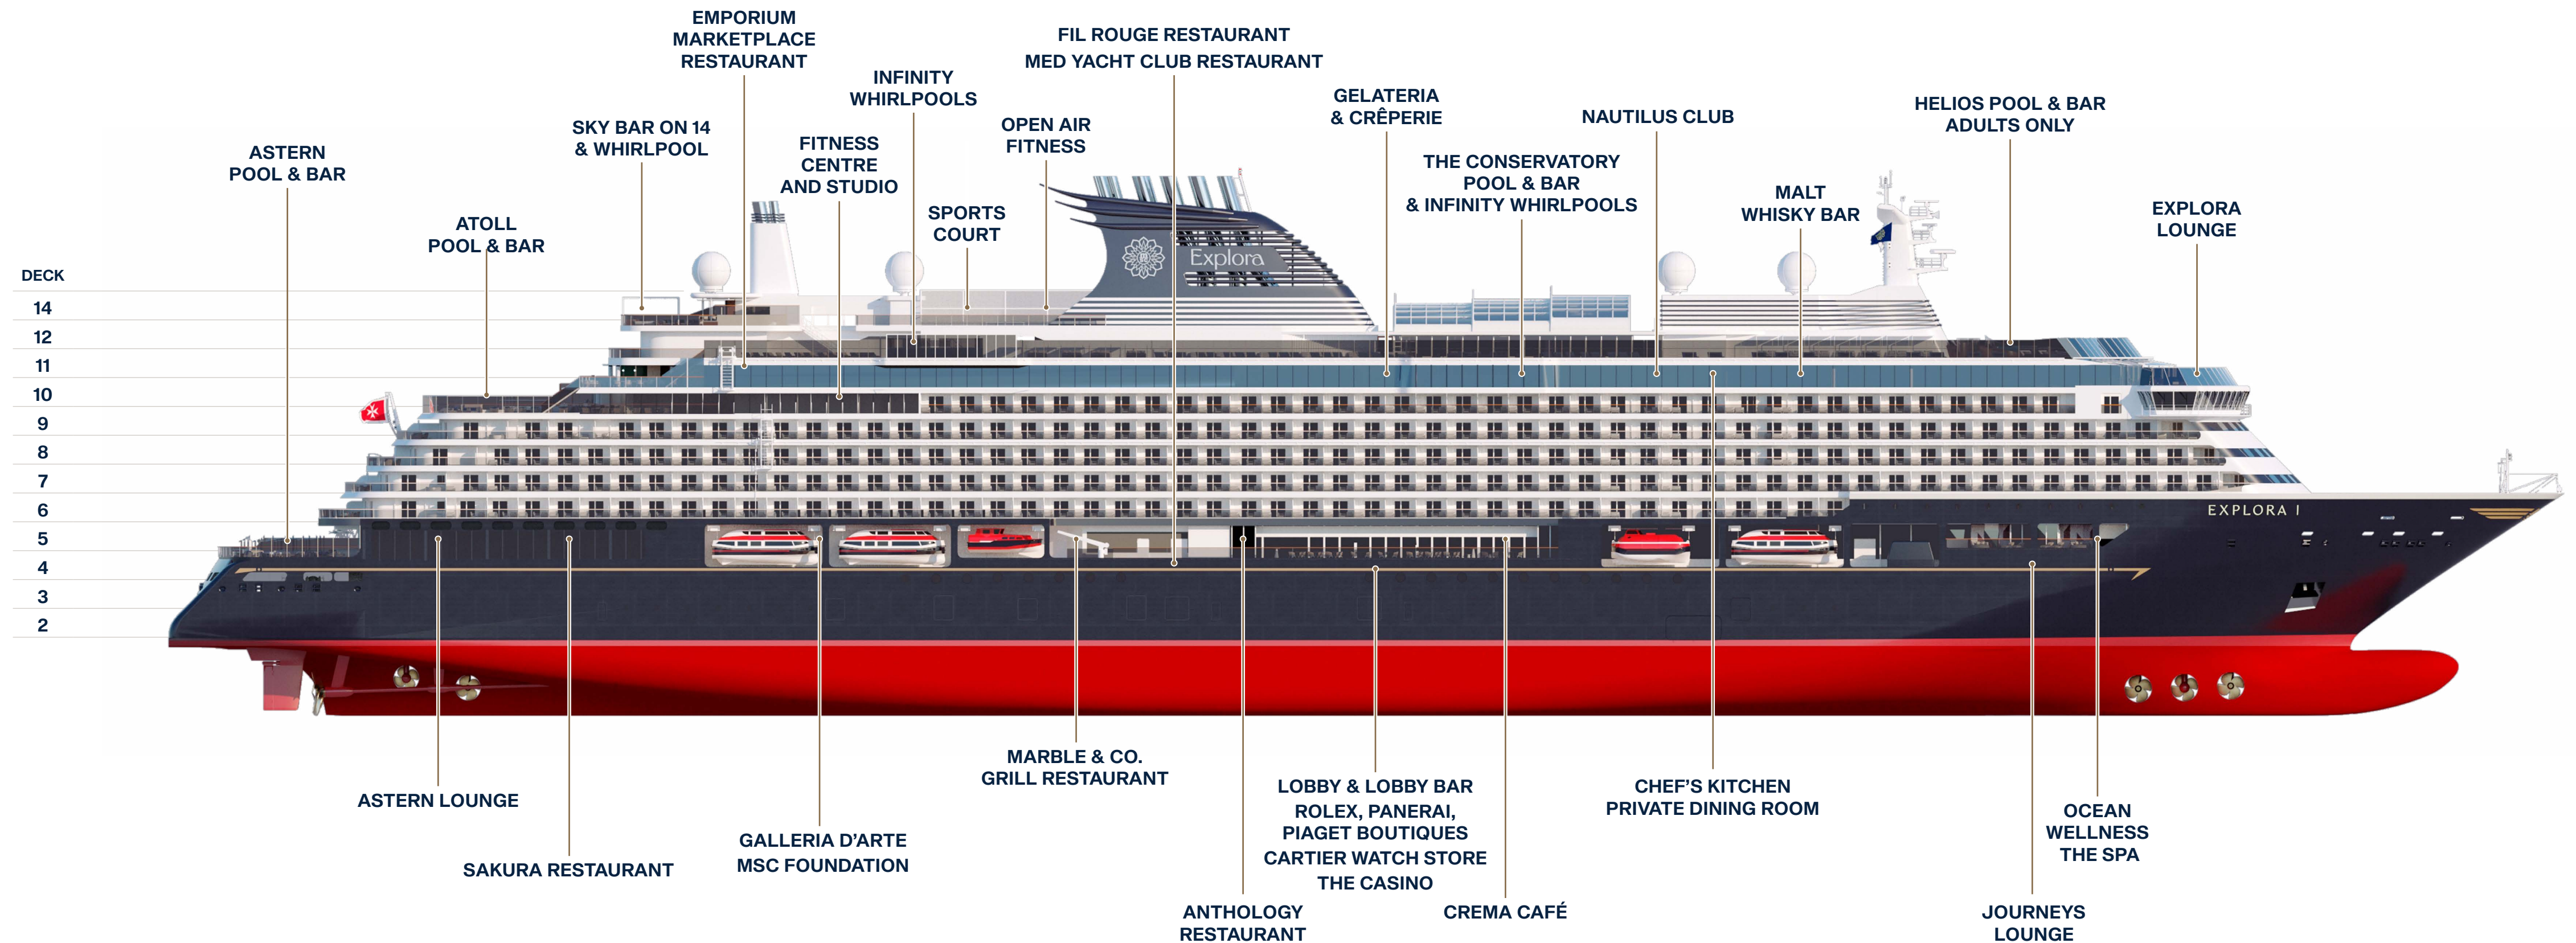 EMPORIUM
MARKETPLACE
RESTAURANT
FIL ROUGE RESTAURANT
MED YACHT CLUB RESTAURANT
INFINITY
WHIRLPOOLS
GELATERIA
& CRÊPERIE
HELIOS POOL & BAR
ADULTS ONLY
NAUTILUS CLUB
SKY BAR ON 14
& WHIRLPOOL
OPEN AIR
FITNESS
FITNESS
CENTRE
AND STUDIO
ASTERN
POOL & BAR
THE CONSERVATORY
POOL & BAR
& INFINITY WHIRLPOOLS
MALT
WHISKY BAR
EXPLORA
LOUNGE
SPORTS
COURT
ATOLL
POOL & BAR
Explora
DECK
14
12
11
10
9
8
7
6
5
4
3
2
EXPLORA I
MARBLE & CO.
GRILL RESTAURANT
ASTERN LOUNGE
LOBBY & LOBBY BAR
ROLEX, PANERAI,
PIAGET BOUTIQUES
CARTIER WATCH STORE
THE CASINO
CHEF'S KITCHEN
PRIVATE DINING ROOM
OCEAN
WELLNESS
THE SPA
GALLERIA D'ARTE
MSC FOUNDATION
SAKURA RESTAURANT
ANTHOLOGY
RESTAURANT
CREMA CAFÉ
JOURNEYS
LOUNGE